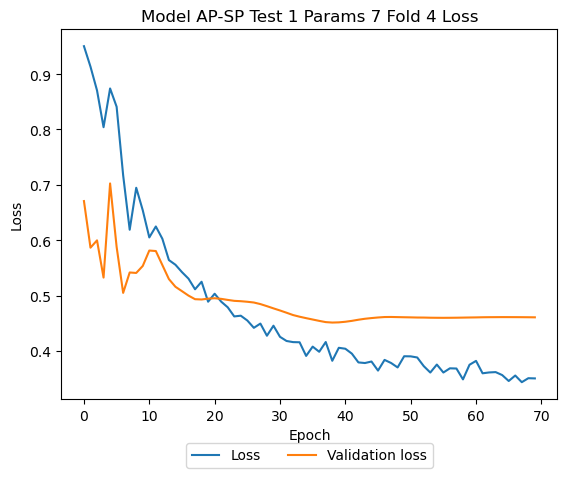 Model AP-SP Test 1 Params 7 Fold 4 Loss
0.9
0.8
0.7
0.6
0.5
0.4
Loss
0 10 20 30 40 50 60 70
Epoch
Loss Validation loss